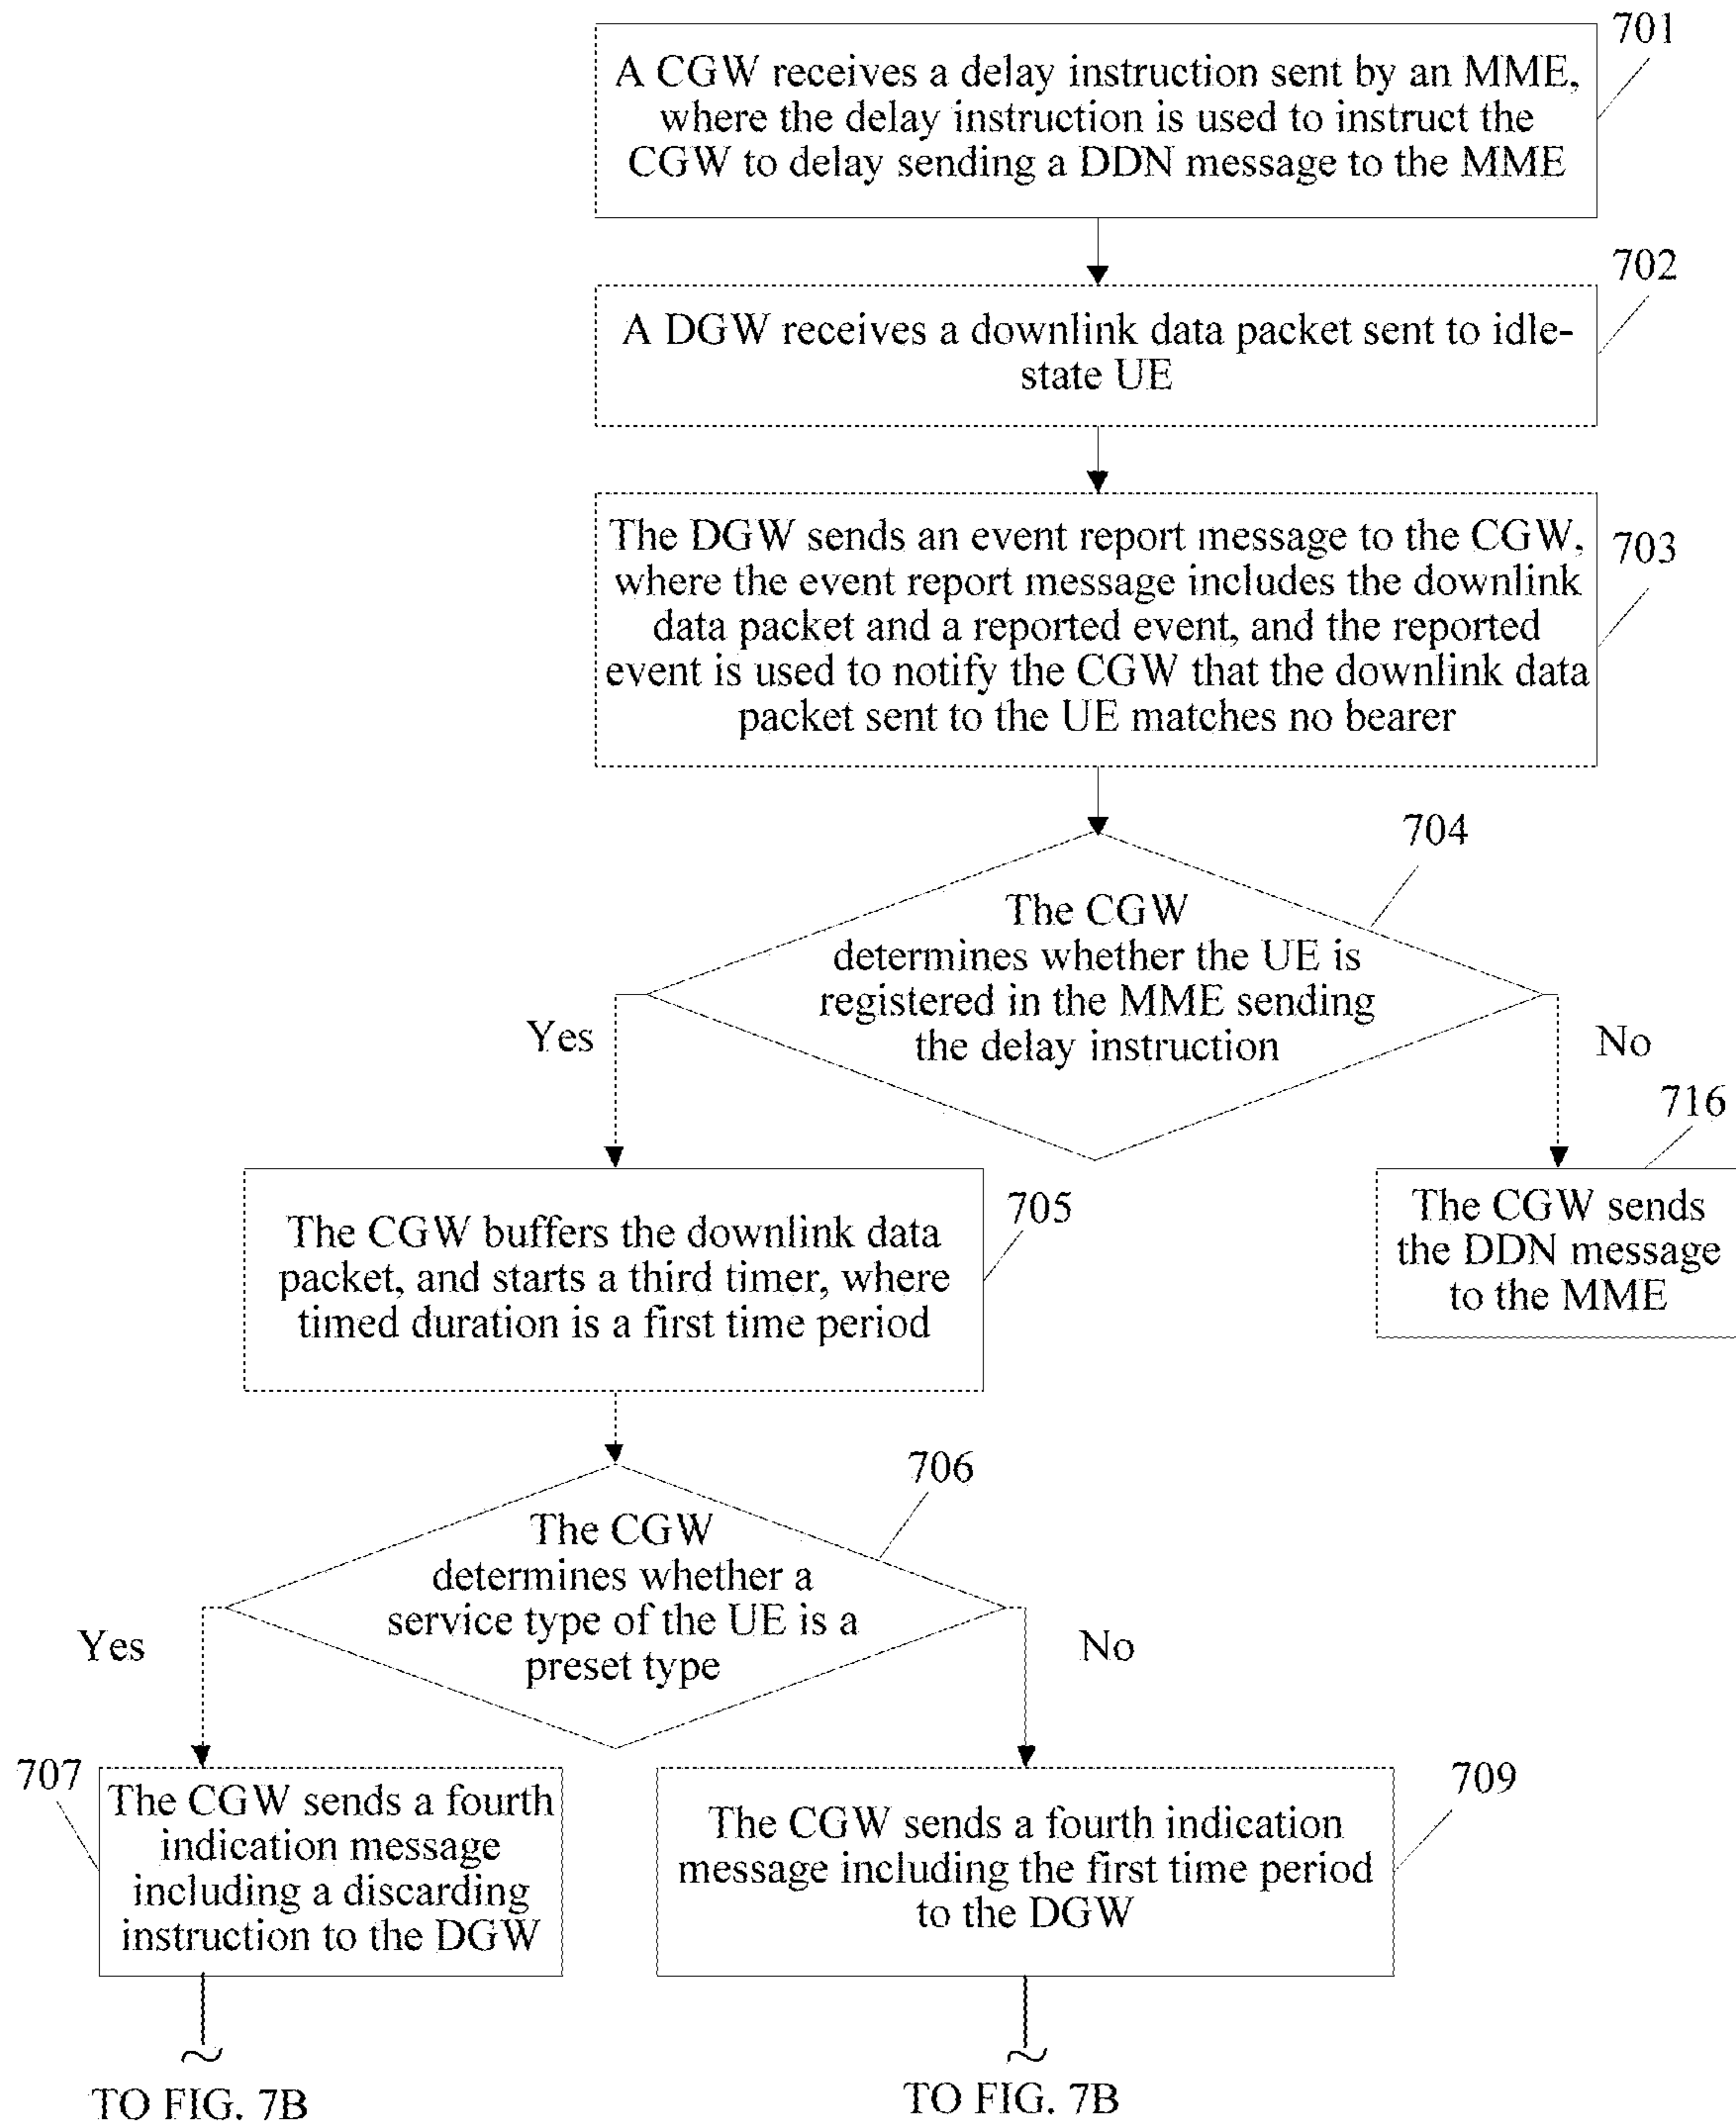 701
A CGW receives a delay instruction sent by an MME,
where the delay instruction is used to instruct the
CGW to delay sending a DDN message to the MME
702
A DGW receives a downlink data packet sent to idle-
state UE
The DGW sends an event report message to the CGW,
703
where the event report message includes the downlink
data packet and a reported event, and the reported
event is used to notify the CGW that the downlink data
packet sent to the UE matches no bearer
704
The CGW
determines whether the UE is
registered in the MME sending
the delay instruction
Yes
No
716
705
The CGW buffers the downlink data
packet, and starts a third timer, where
timed duration is a first time period
The CGW sends
the DDN message
to the MME
706
The CGW
determines whether a
service type of the UE is a
preset type
Yes
No
707
The CGW sends a fourth
indication message
including a discarding
instruction to the DGW
709
The CGW sends a fourth indication
message including the first time period
to the DGW
TO FIG. 7B
TO FIG. 7B